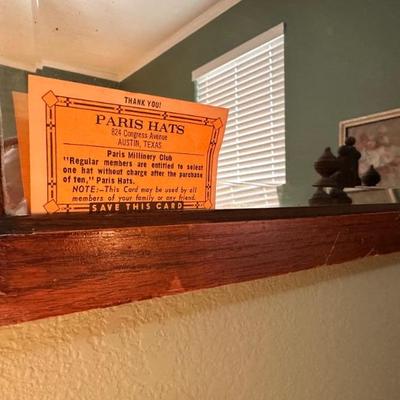 THANK YOU!
PARIS HATS
824 Congress Avenue
AUSTIN, TEXAS
Paris Millinery Club
"Regular members are entitled to select
one hat without charge after the purchase
of ten," Paris Hats.
NOTE:-This Card may be used by all
members of your family or any friend.
SAVE THIS CARD